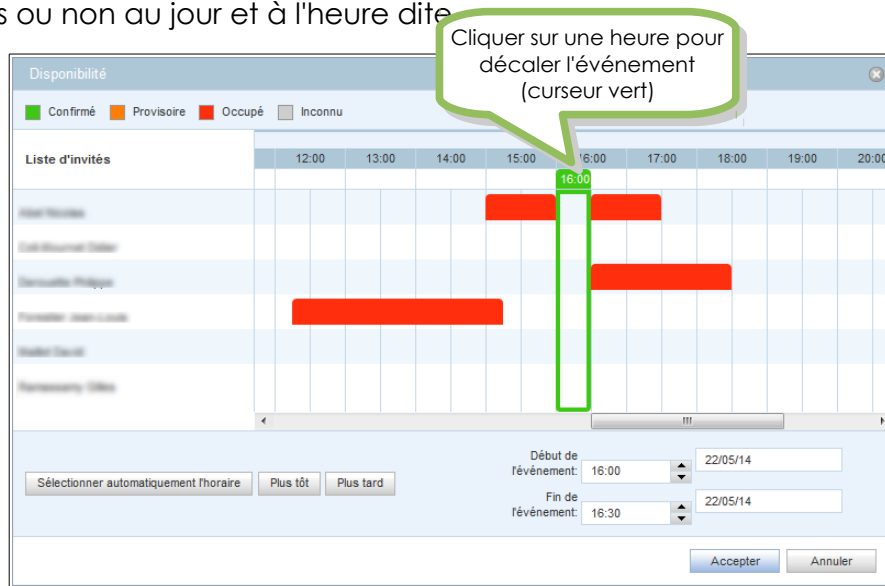 s ou non au jour et à l'heure dite
Cliquer sur une heure pour
décaler l'événement
(curseur vert)
Disponibilité
Confirmé Provisoire Occupé Inconnu
Liste d'invités 12:00 13:00 14:00 15:00 16:00 17:00 18:00 19:00 20:00
16:00
Début de
l'événement: 16:00 22/05/14
Sélectionner automatiquement l'horaire Plus tôt Plus tard
Fin de
l'événement: 16:30 22/05/14
Accepter Annuler